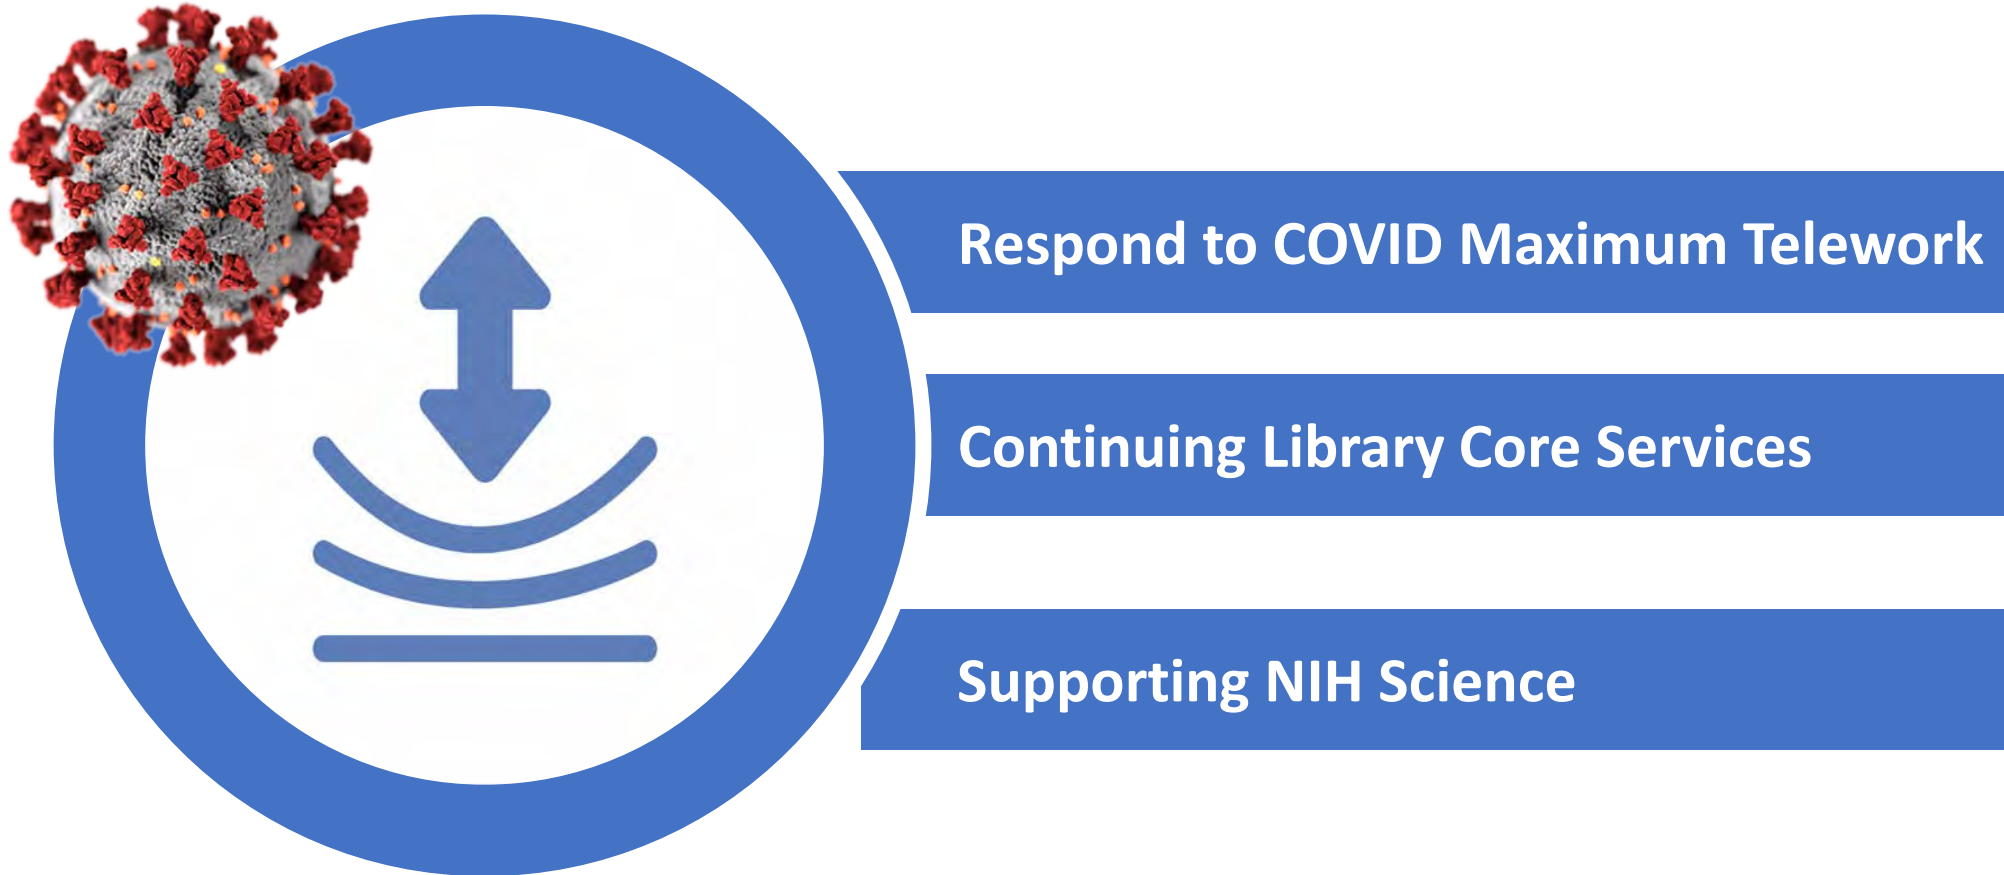 Respond to COVID Maximum Telework
Continuing Library Core Services
Supporting NIH Science